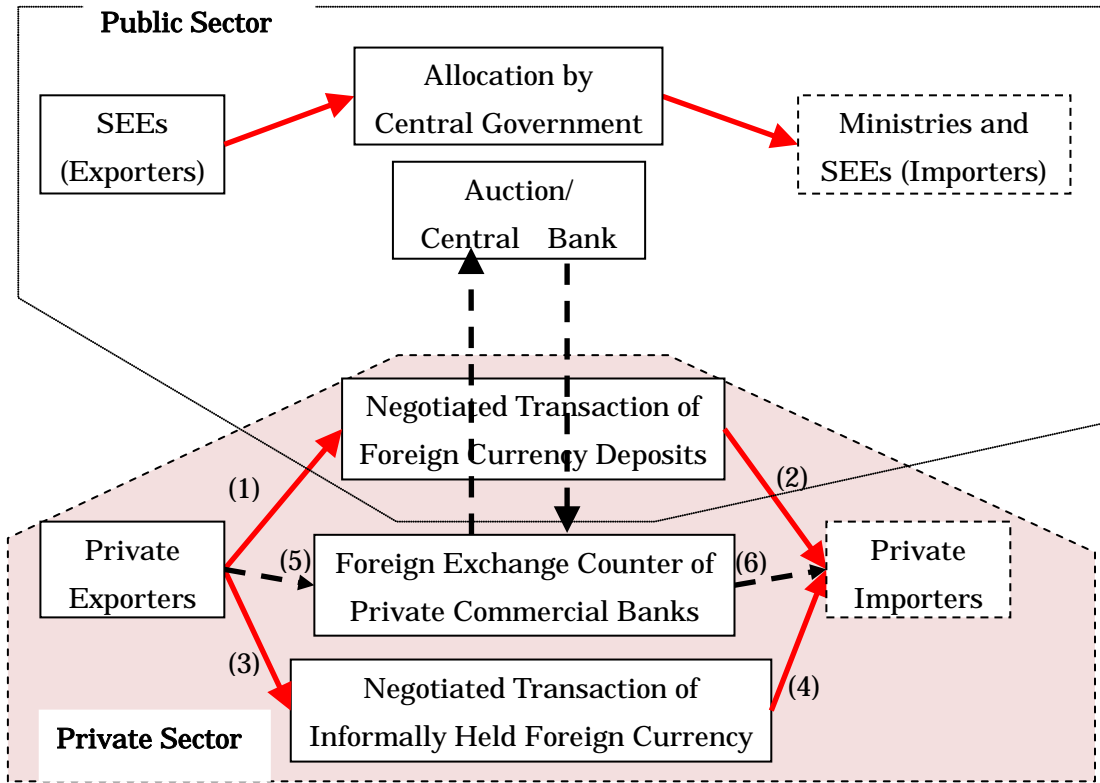 Public Sector
Allocation by
Central Government
SEEs
(Exporters)
Ministries and
SEEs (Importers)
Auction/
Central Bank
Negotiated Transaction of
Foreign Currency Deposits
(1)
(2)
Private
Exporters
(5)
Foreign Exchange Counter of
Private Commercial Banks
(6)
Private
Importers
(3)
(4)
Negotiated Transaction of
Informally Held Foreign Currency
Private Sector